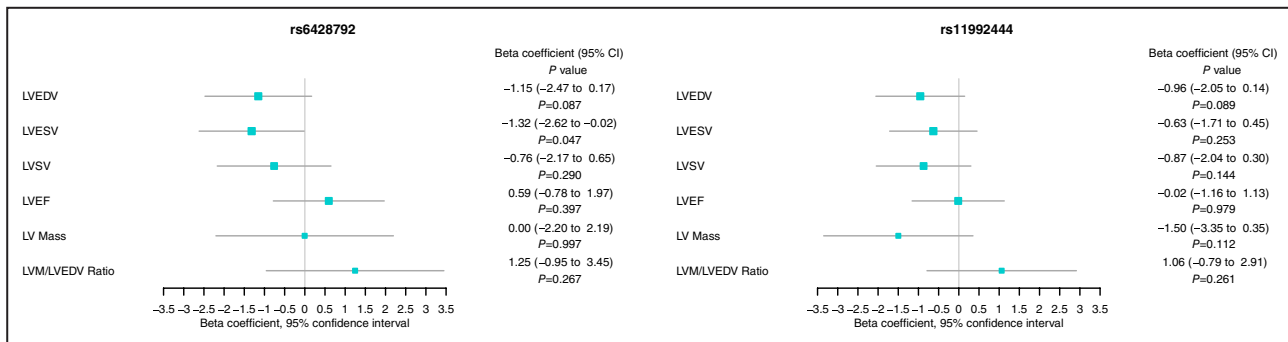 rs6428792
Beta coefficient (95% CI)
P value
LVEDV
−1.15 (−2.47 to 0.17)
P=0.087
LVESV
−1.32 (−2.62 to −0.02)
P=0.047
LVSV
−0.76 (−2.17 to 0.65)
P=0.290
LVEF
0.59 (−0.78 to 1.97)
P=0.397
LV Mass
0.00 (−2.20 to 2.19)
P=0.997
LVM/LVEDV Ratio
1.25 (−0.95 to 3.45)
P=0.267
−3.5 −2.5 −1.5 −1 −0.5 0 0.5 1 1.5 2 2.5 3 3.5
Beta coefficient, 95% confidence interval
rs11992444
Beta coefficient (95% CI)
P value
LVEDV
−0.96 (−2.05 to 0.14)
P=0.089
LVESV
−0.63 (−1.71 to 0.45)
P=0.253
LVSV
−0.87 (−2.04 to 0.30)
P=0.144
LVEF
−0.02 (−1.16 to 1.13)
P=0.979
LV Mass
−1.50 (−3.35 to 0.35)
P=0.112
LVM/LVEDV Ratio
1.06 (−0.79 to 2.91)
P=0.261
−3.5 −2.5 −1.5 −1 −0.5 0 0.5 1 1.5 2 2.5 3 3.5
Beta coefficient, 95% confidence interval